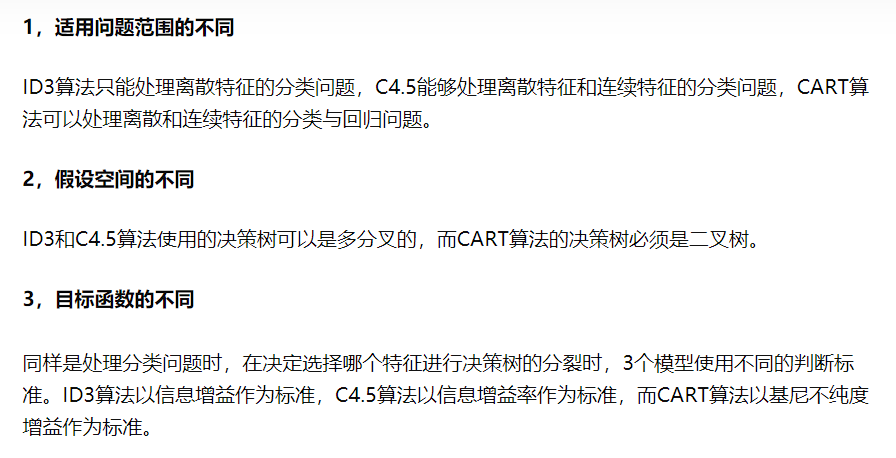 1，适用问题范围的不同
ID3算法只能处理离散特征的分类问题，C4.5能够处理离散特征和连续特征的分类问题，CART算
法可以处理离散和连续特征的分类与回归问题。
2，假设空间的不同
ID3和C4.5算法使用的决策树可以是多分叉的，而CART算法的决策树必须是二叉树。
3，目标函数的不同
同样是处理分类问题时，在决定选择哪个特征进行决策树的分裂时，3个模型使用不同的判断标
准。ID3算法以信息增益作为标准，C4.5算法以信息增益率作为标准，而CART算法以基尼不纯度
增益作为标准。